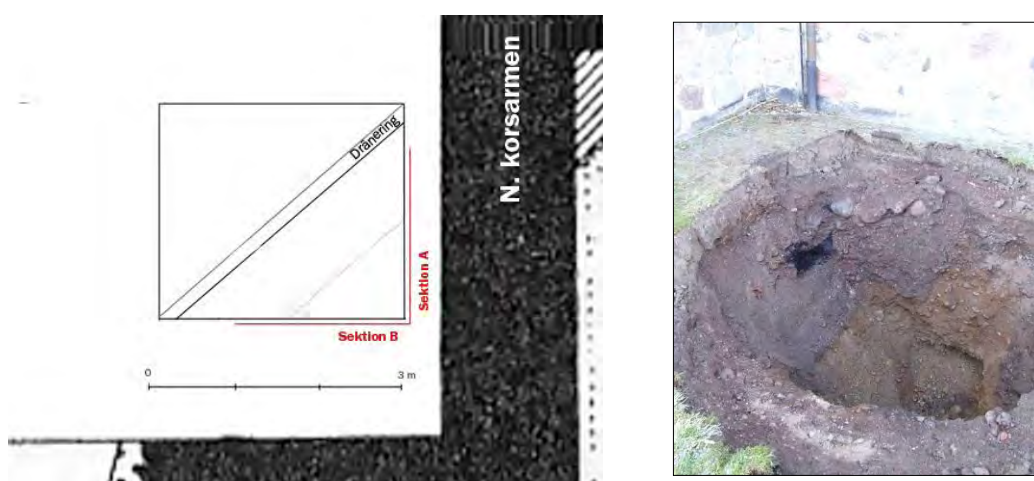 N. korsarmen
Dränering
Sektion A
Sektion B
0
3 m